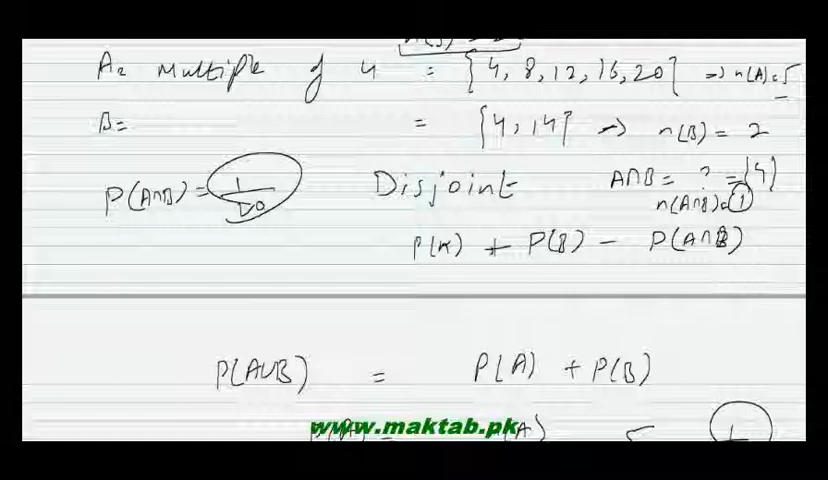 A= Multiple of 4 = {4, 8, 12, 16, 20} => n(A)=5
B= = {4, 14} → n(B) = 2
P(A∩B) = 1/20 Disjoint A∩B = ? = {4}
n(A∩B)=1
P(A) + P(B) - P(A∩B)
P(A∪B) = P(A) + P(B)
www.maktab.pk